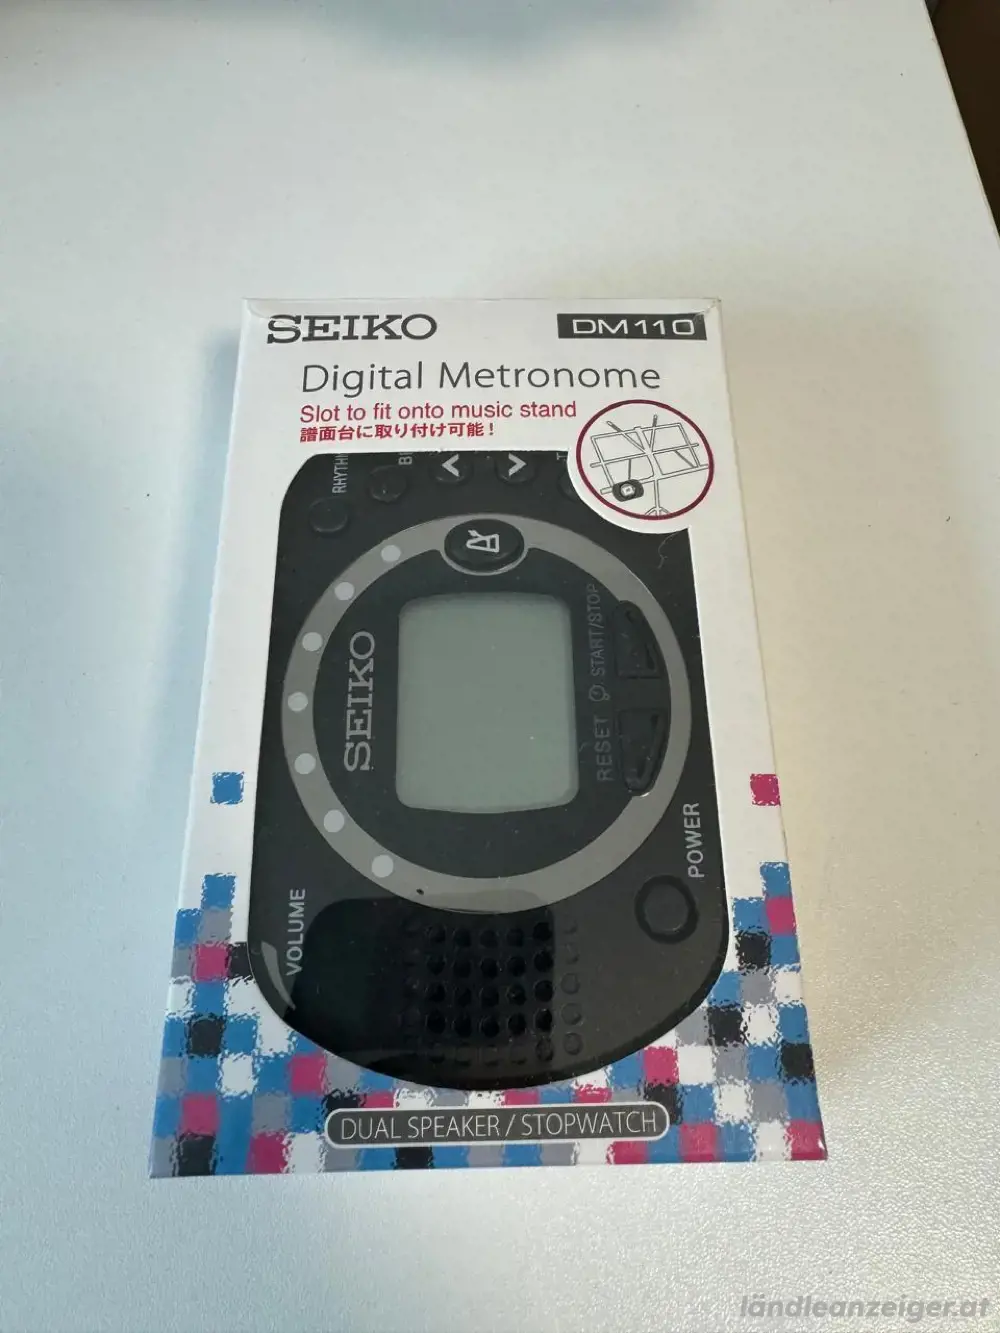 SEIKO
DM110
Digital Metronome
Slot to fit onto music stand
譜面台に取り付け可能！
RHYTHM
SEIKO
RESET START/STOP
POWER
VOLUME
DUAL SPEAKER / STOPWATCH
ländleanzeiger.at